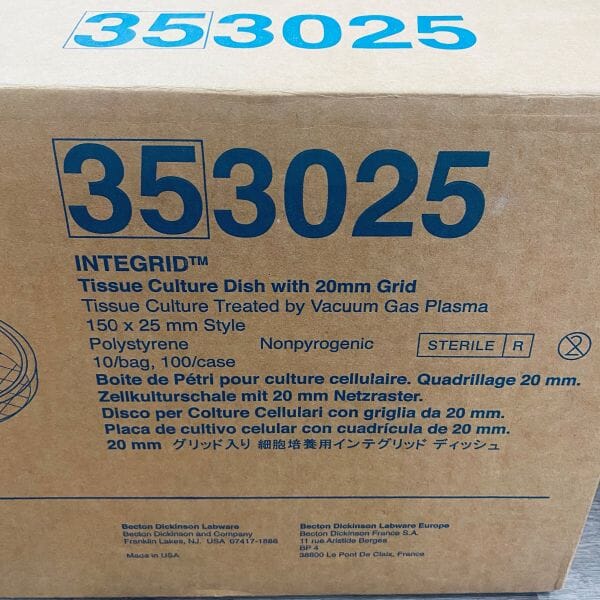 353025
353025
INTEGRID™
Tissue Culture Dish with 20mm Grid
Tissue Culture Treated by Vacuum Gas Plasma
150 x 25 mm Style
Polystyrene Nonpyrogenic STERILE R 2
10/bag, 100/case
Boite de Pétri pour culture cellulaire. Quadrillage 20 mm.
Zellkulturschale mit 20 mm Netzraster.
Disco per Colture Cellulari con griglia da 20 mm.
Placa de cultivo celular con cuadrícula de 20 mm.
20 mm グリッド入り 細胞培養用インテグリッド ディッシュ
Becton Dickinson Labware
Becton Dickinson and Company
Franklin Lakes, NJ. USA 07417-1886
Made in USA
Becton Dickinson Labware Europe
Becton Dickinson France S.A.
11 rue Aristide Berges
BP 4
38800 Le Pont De Claix, France